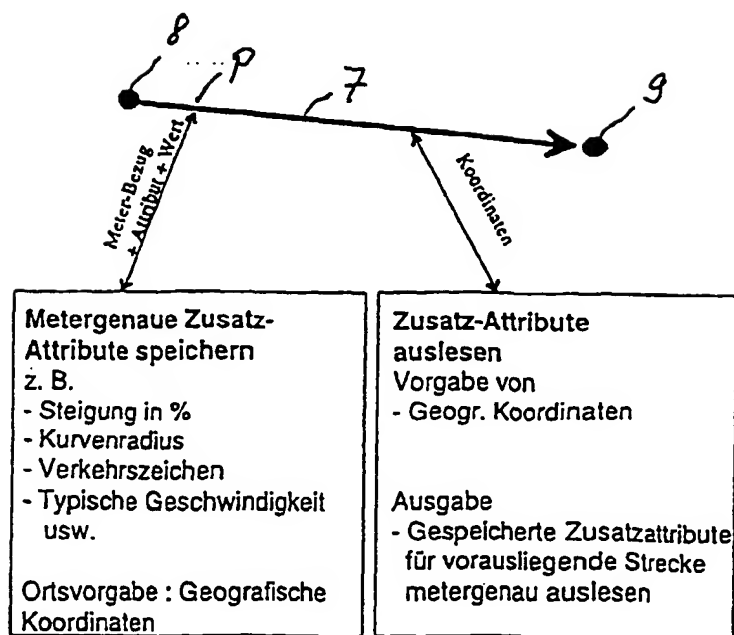 8
.. .. P
7
9
Meter-Bezug
+ Attribut + Wert
Koordinaten
Metergenaue Zusatz-
Attribute speichern
z. B.
- Steigung in %
- Kurvenradius
- Verkehrszeichen
- Typische Geschwindigkeit
usw.
Ortsvorgabe : Geografische
Koordinaten
Zusatz-Attribute
auslesen
Vorgabe von
- Geogr. Koordinaten
Ausgabe
- Gespeicherte Zusatzattribute
für vorausliegende Strecke
metergenau auslesen